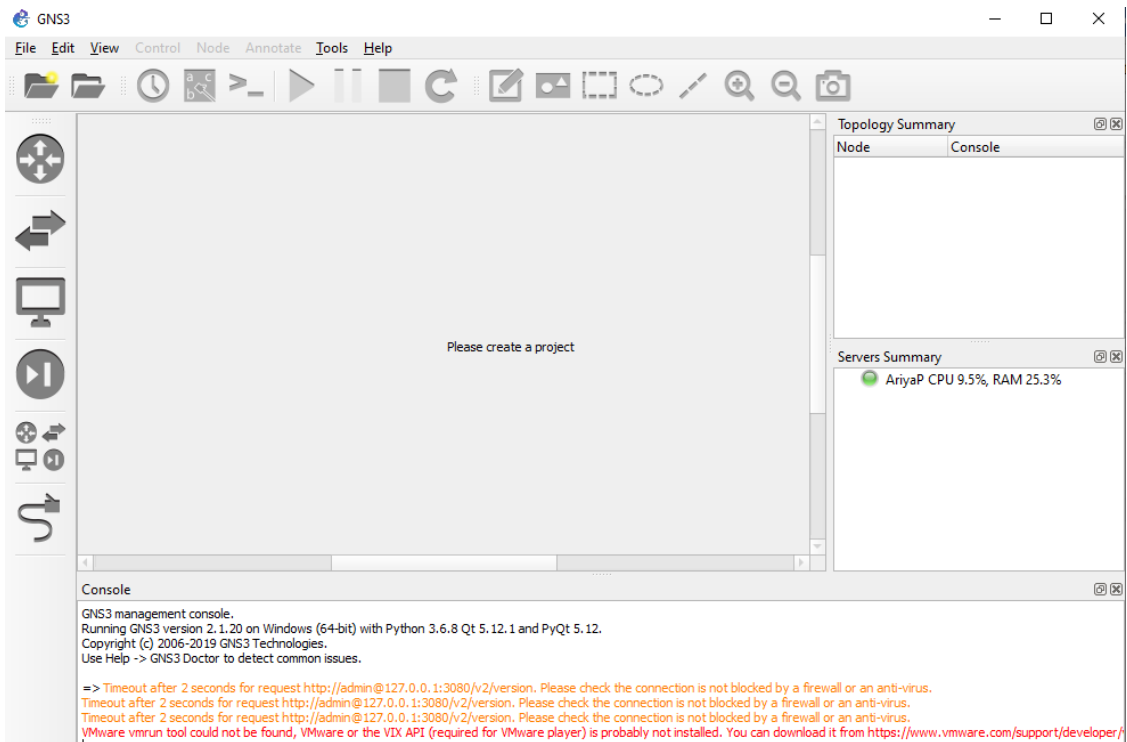 GNS3
File Edit View Control Node Annotate Tools Help
Topology Summary
Node Console
Please create a project
Servers Summary
AriyaP CPU 9.5%, RAM 25.3%
Console
GNS3 management console.
Running GNS3 version 2.1.20 on Windows (64-bit) with Python 3.6.8 Qt 5.12.1 and PyQt 5.12.
Copyright (c) 2006-2019 GNS3 Technologies.
Use Help -> GNS3 Doctor to detect common issues.
=> Timeout after 2 seconds for request http://admin@127.0.0.1:3080/v2/version. Please check the connection is not blocked by a firewall or an anti-virus.
Timeout after 2 seconds for request http://admin@127.0.0.1:3080/v2/version. Please check the connection is not blocked by a firewall or an anti-virus.
Timeout after 2 seconds for request http://admin@127.0.0.1:3080/v2/version. Please check the connection is not blocked by a firewall or an anti-virus.
VMware vmrun tool could not be found, VMware or the VIX API (required for VMware player) is probably not installed. You can download it from https://www.vmware.com/support/developer/